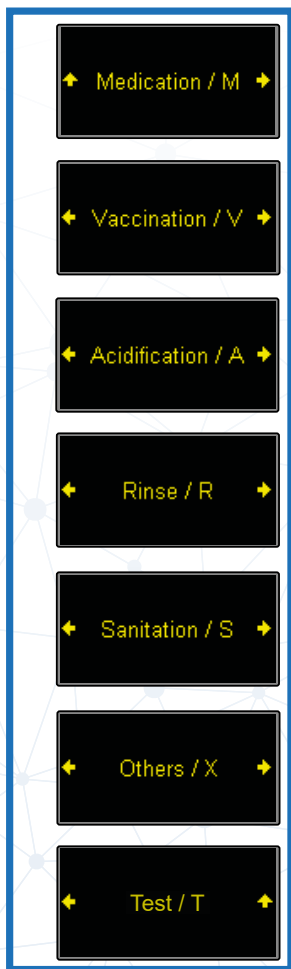 Medication / M
Vaccination / V
Acidification / A
Rinse / R
Sanitation / S
Others / X
Test / T